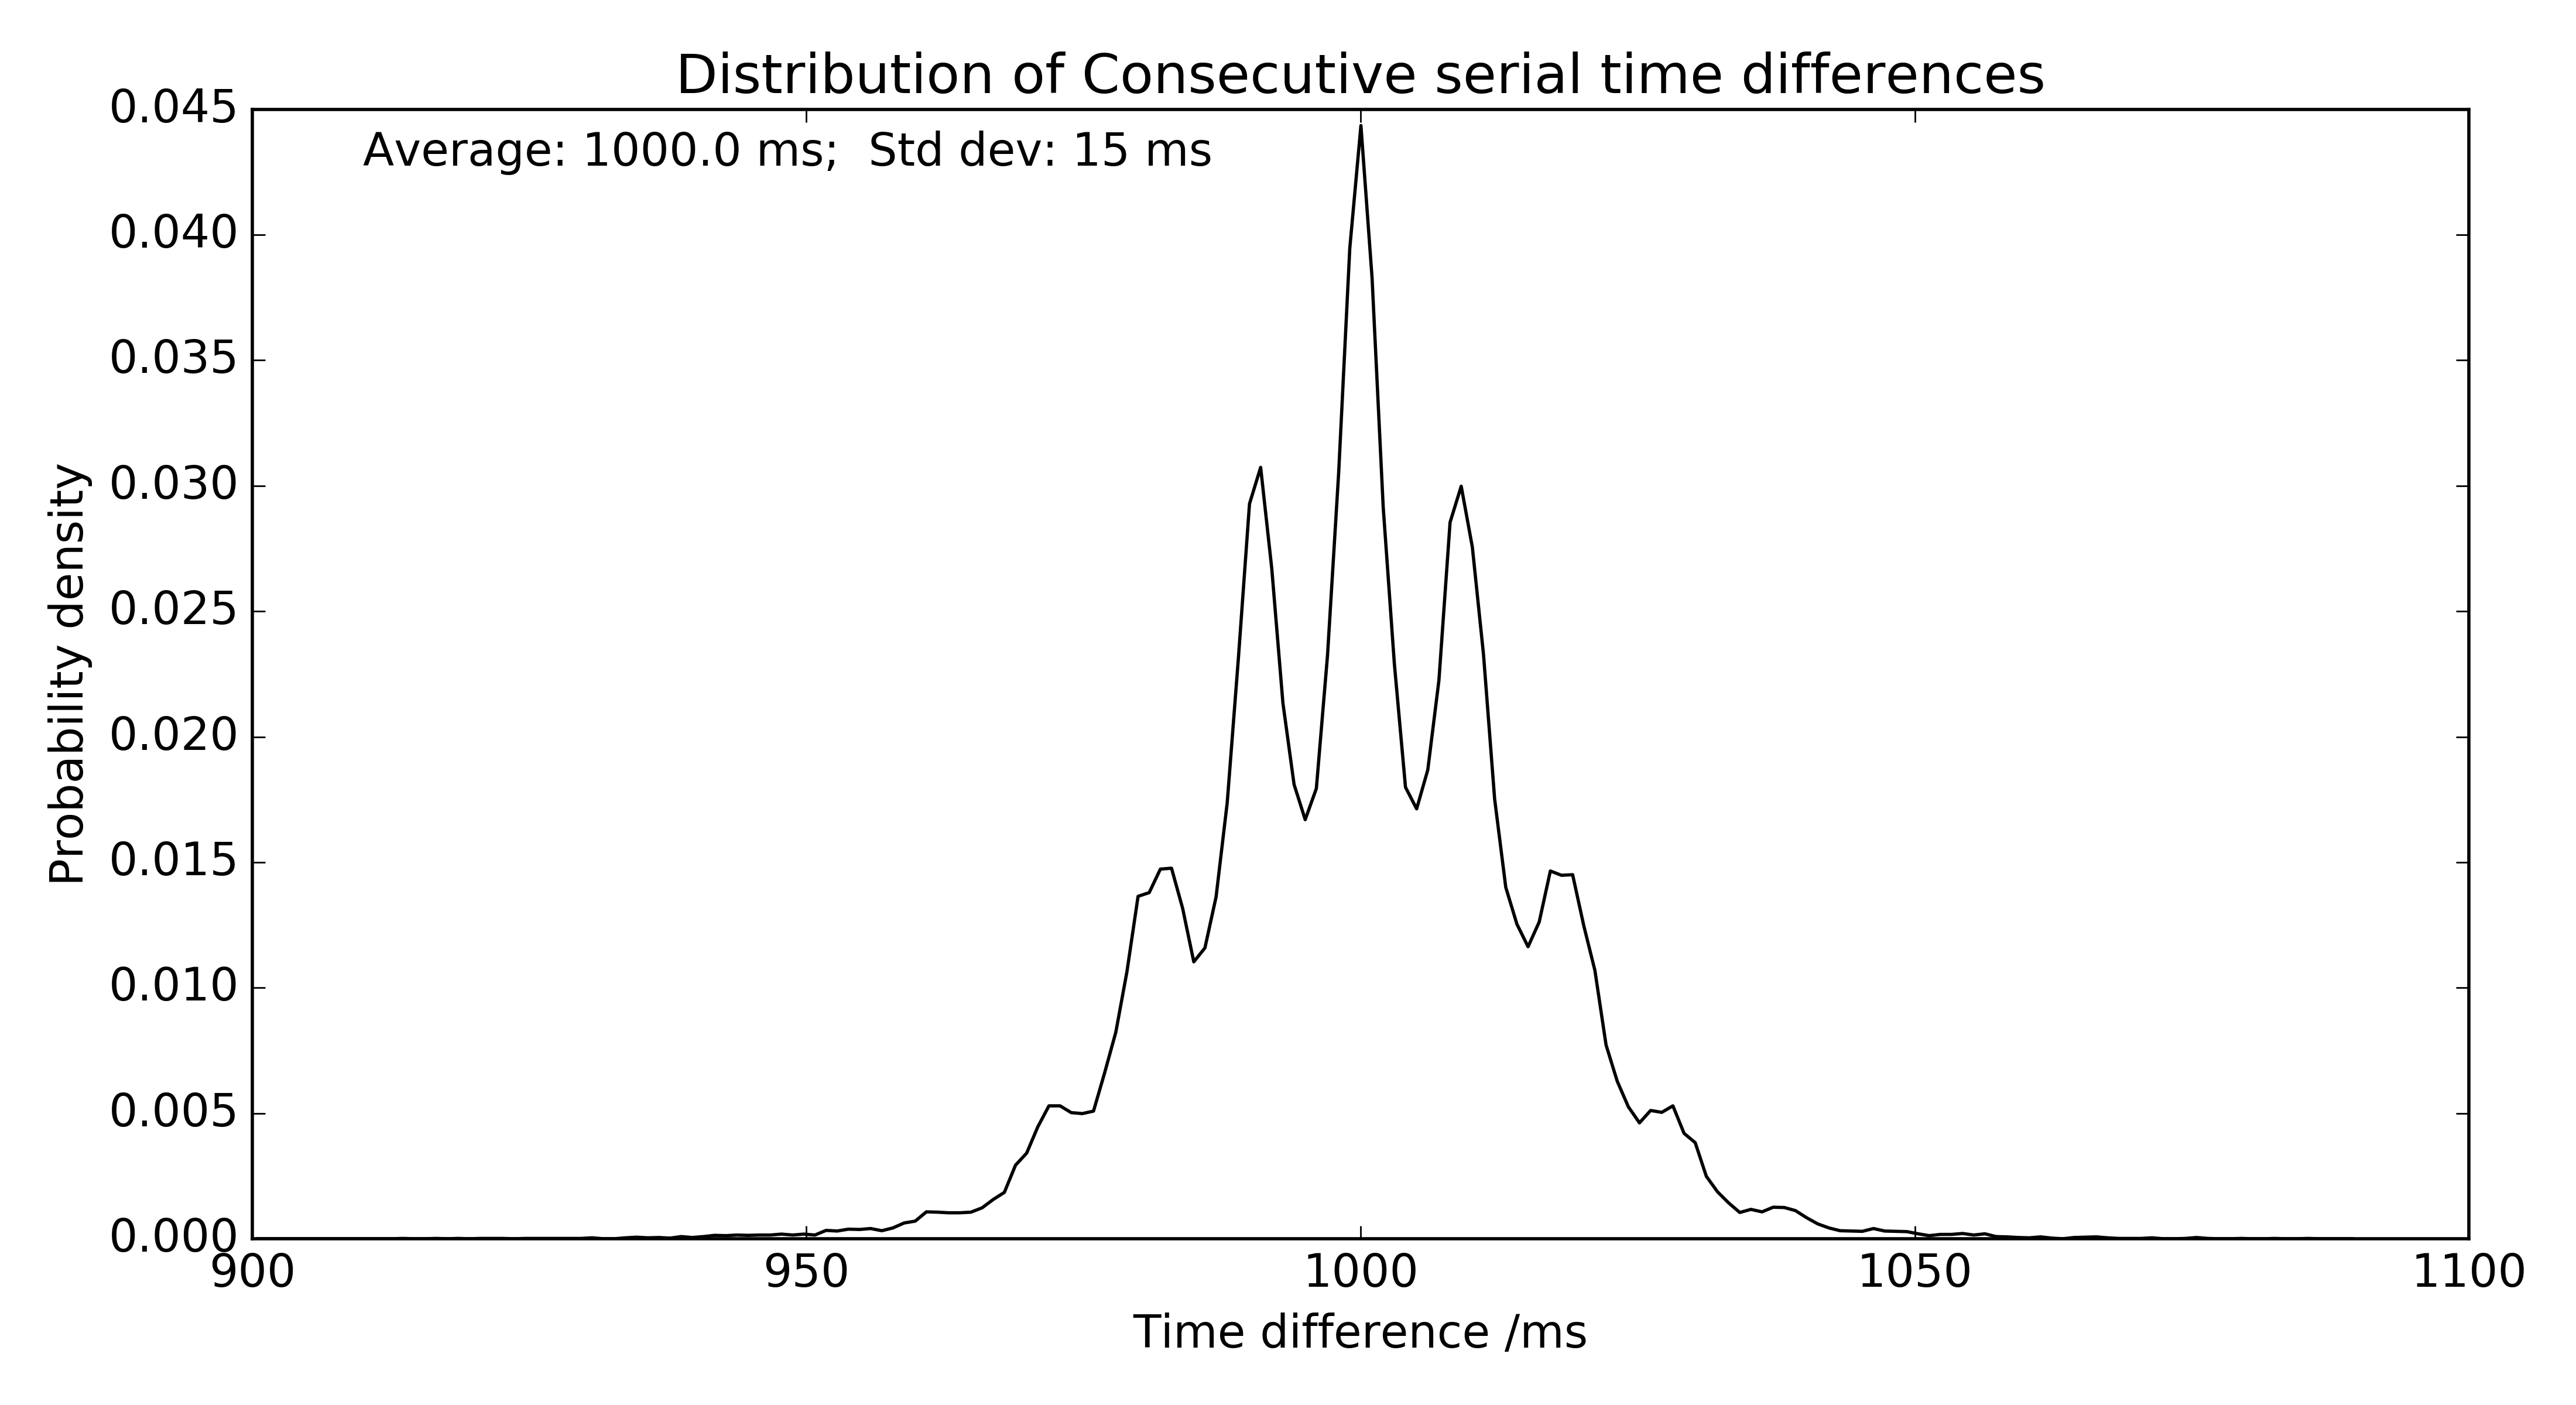 Distribution of Consecutive serial time differences
Average: 1000.0 ms;  Std dev: 15 ms
Probability density
0.045
0.040
0.035
0.030
0.025
0.020
0.015
0.010
0.005
0.000
900 950 1000 1050 1100
Time difference /ms